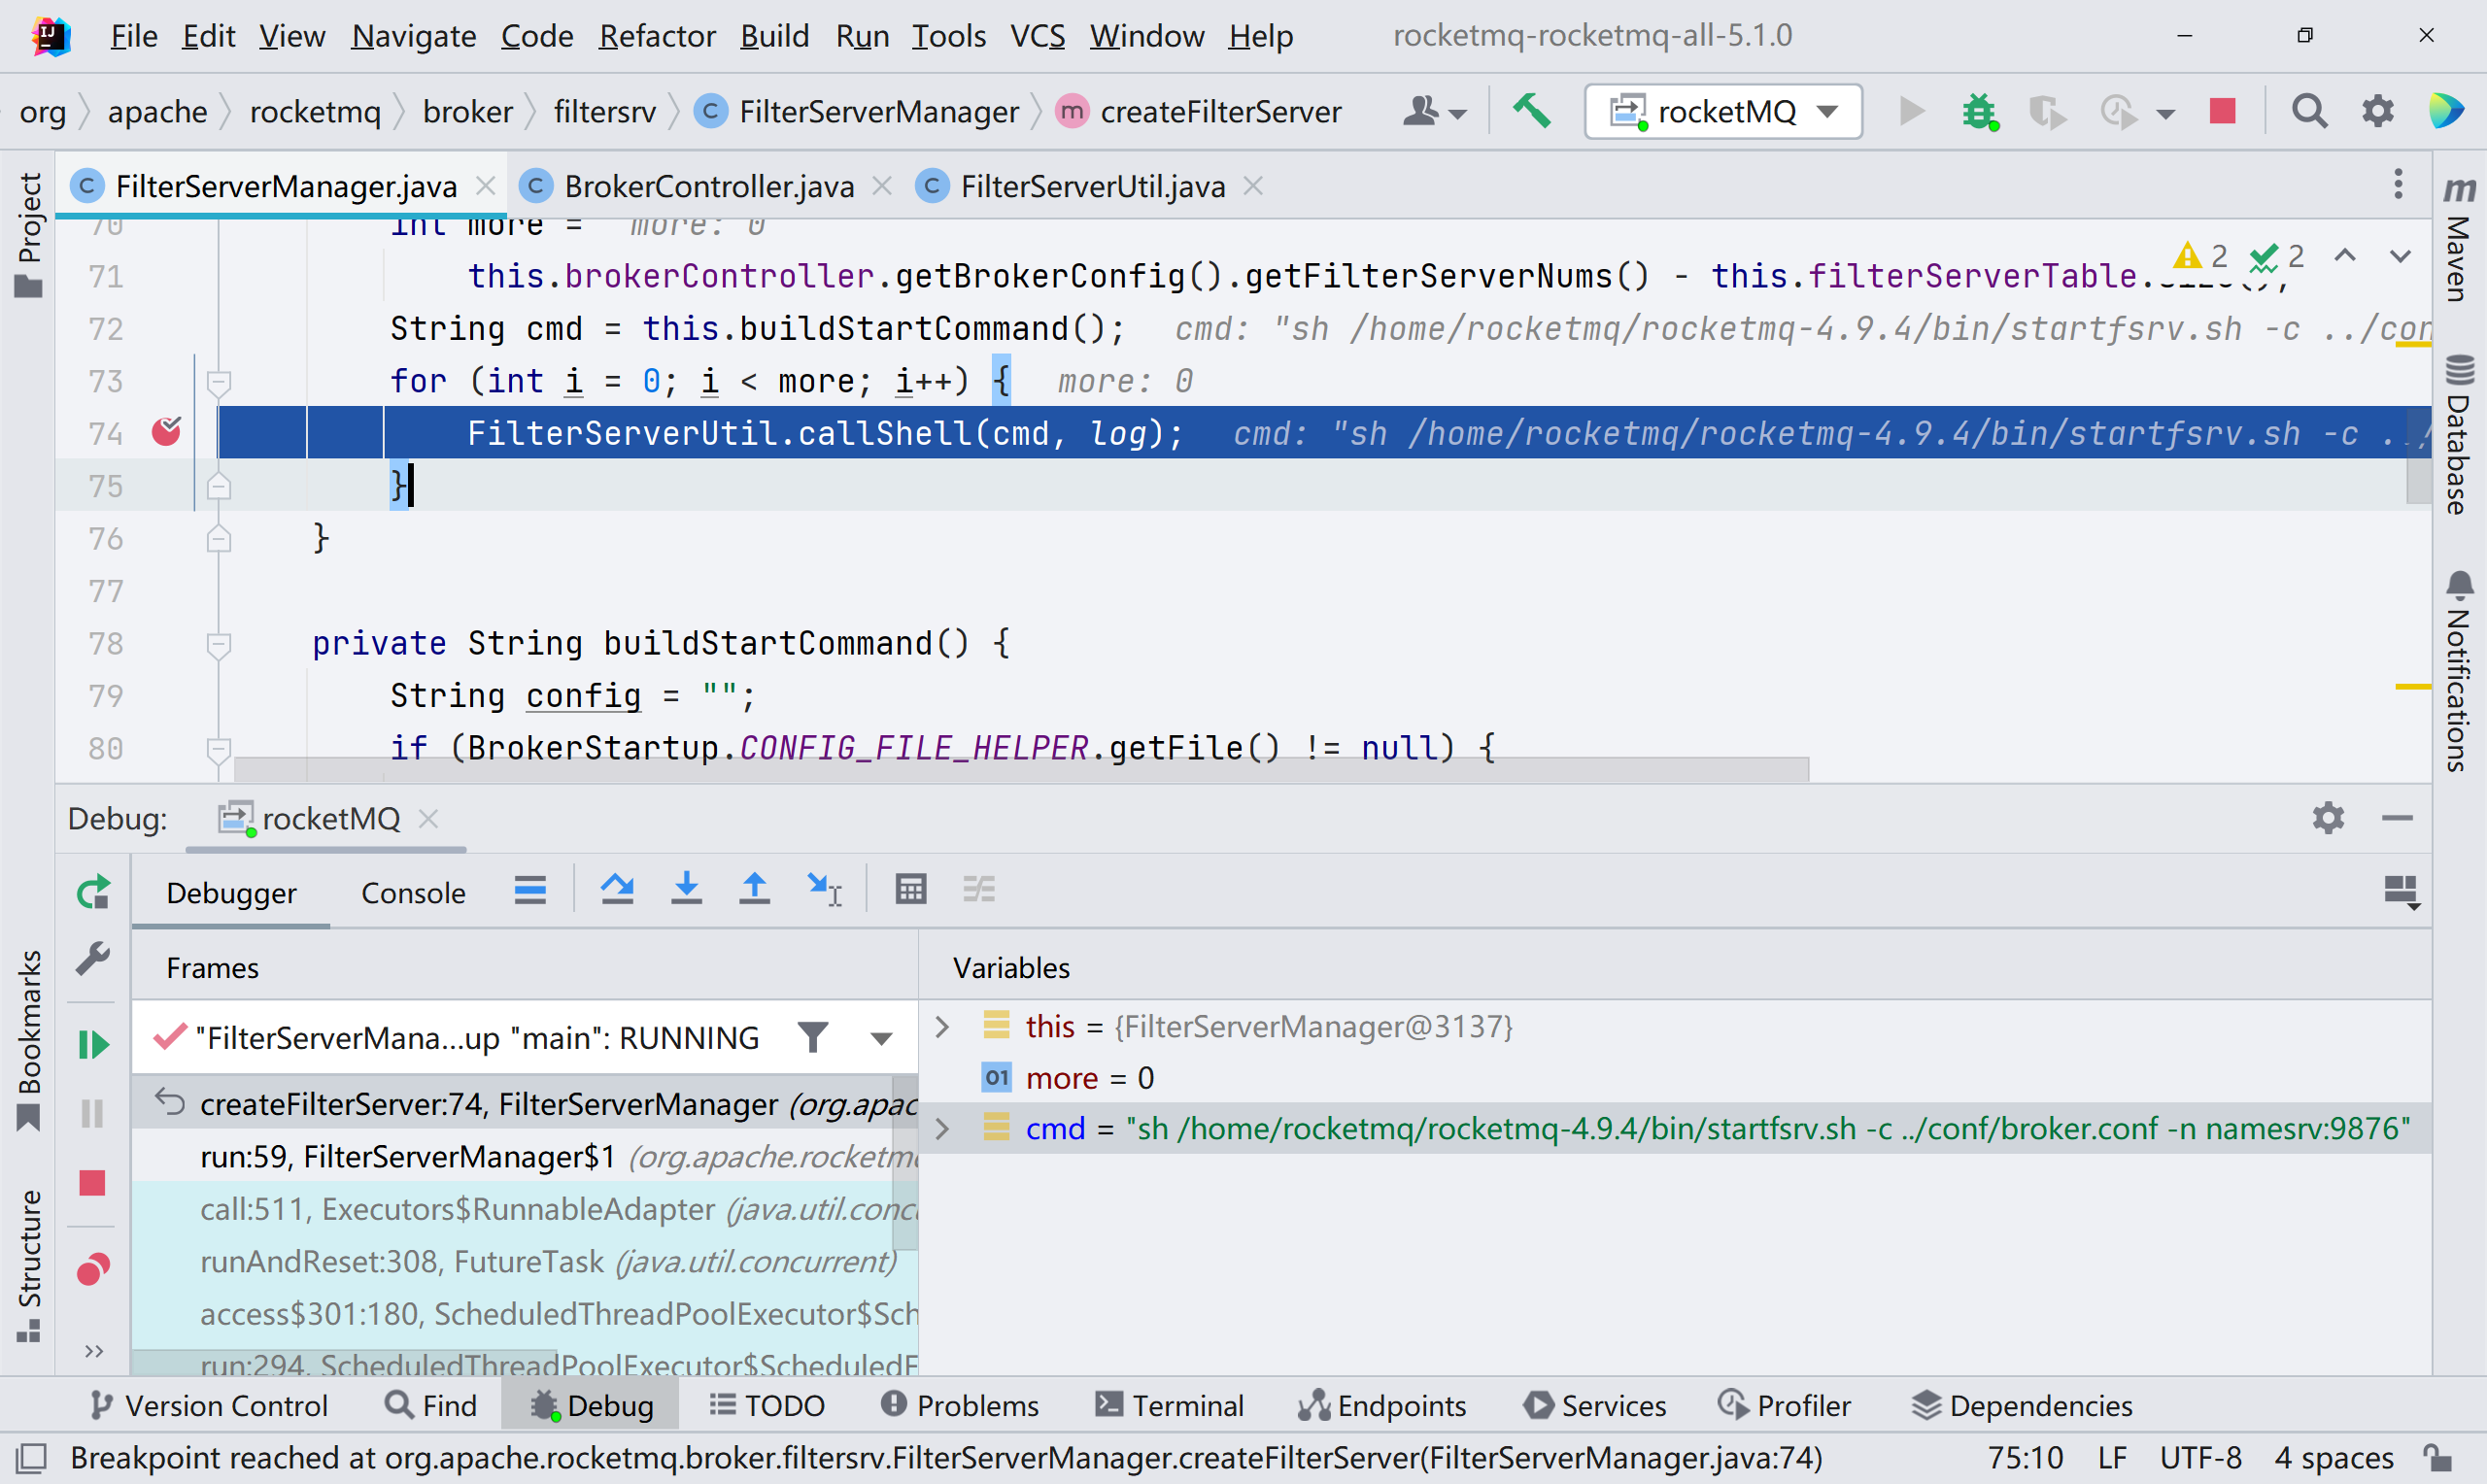 File Edit View Navigate Code Refactor Build Run Tools VCS Window Help rocketmq-rocketmq-all-5.1.0
org apache rocketmq broker filtersrv FilterServerManager createFilterServer rocketMQ
FilterServerManager.java BrokerController.java FilterServerUtil.java
70 int more = more: 0
71 this.brokerController.getBrokerConfig().getFilterServerNums() - this.filterServerTable.size();
2 2
72 String cmd = this.buildStartCommand(); cmd: "sh /home/rocketmq/rocketmq-4.9.4/bin/startfsrv.sh -c ../con
73 for (int i = 0; i < more; i++) { more: 0
74 FilterServerUtil.callShell(cmd, log); cmd: "sh /home/rocketmq/rocketmq-4.9.4/bin/startfsrv.sh -c ../
75 }
76 }
77
78 private String buildStartCommand() {
79 String config = "";
80 if (BrokerStartup.CONFIG_FILE_HELPER.getFile() != null) {
Project
Bookmarks
Structure
Maven
Database
Notifications
Debug: rocketMQ
Debugger Console
Frames
"FilterServerMana...up "main": RUNNING
createFilterServer:74, FilterServerManager (org.apac
run:59, FilterServerManager$1 (org.apache.rocketm
call:511, Executors$RunnableAdapter (java.util.conc
runAndReset:308, FutureTask (java.util.concurrent)
access$301:180, ScheduledThreadPoolExecutor$Sch
run:294, ScheduledThreadPoolExecutor$ScheduledF
Variables
this = {FilterServerManager@3137}
01 more = 0
cmd = "sh /home/rocketmq/rocketmq-4.9.4/bin/startfsrv.sh -c ../conf/broker.conf -n namesrv:9876"
Version Control Find Debug TODO Problems Terminal Endpoints Services Profiler Dependencies
Breakpoint reached at org.apache.rocketmq.broker.filtersrv.FilterServerManager.createFilterServer(FilterServerManager.java:74) 75:10 LF UTF-8 4 spaces